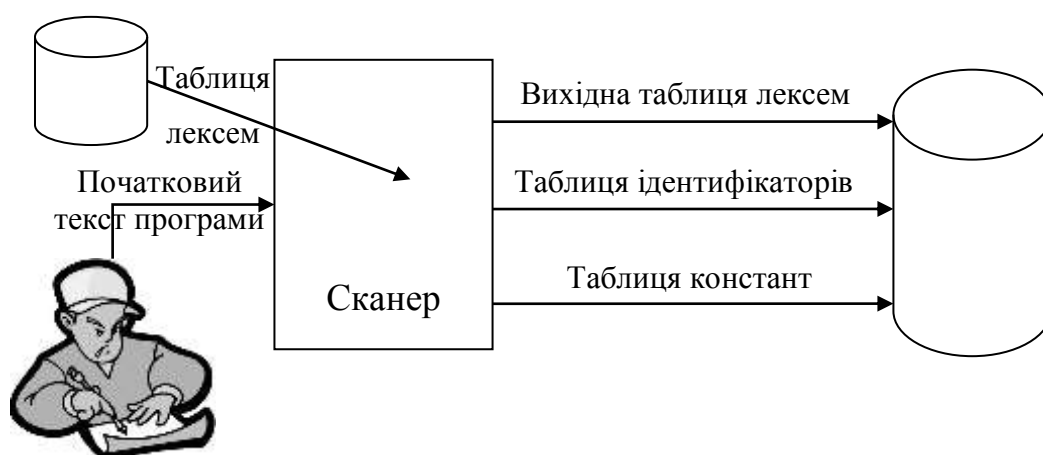 Таблиця
лексем
Початковий
текст програми
Сканер
Вихідна таблиця лексем
Таблиця ідентифікаторів
Таблиця констант